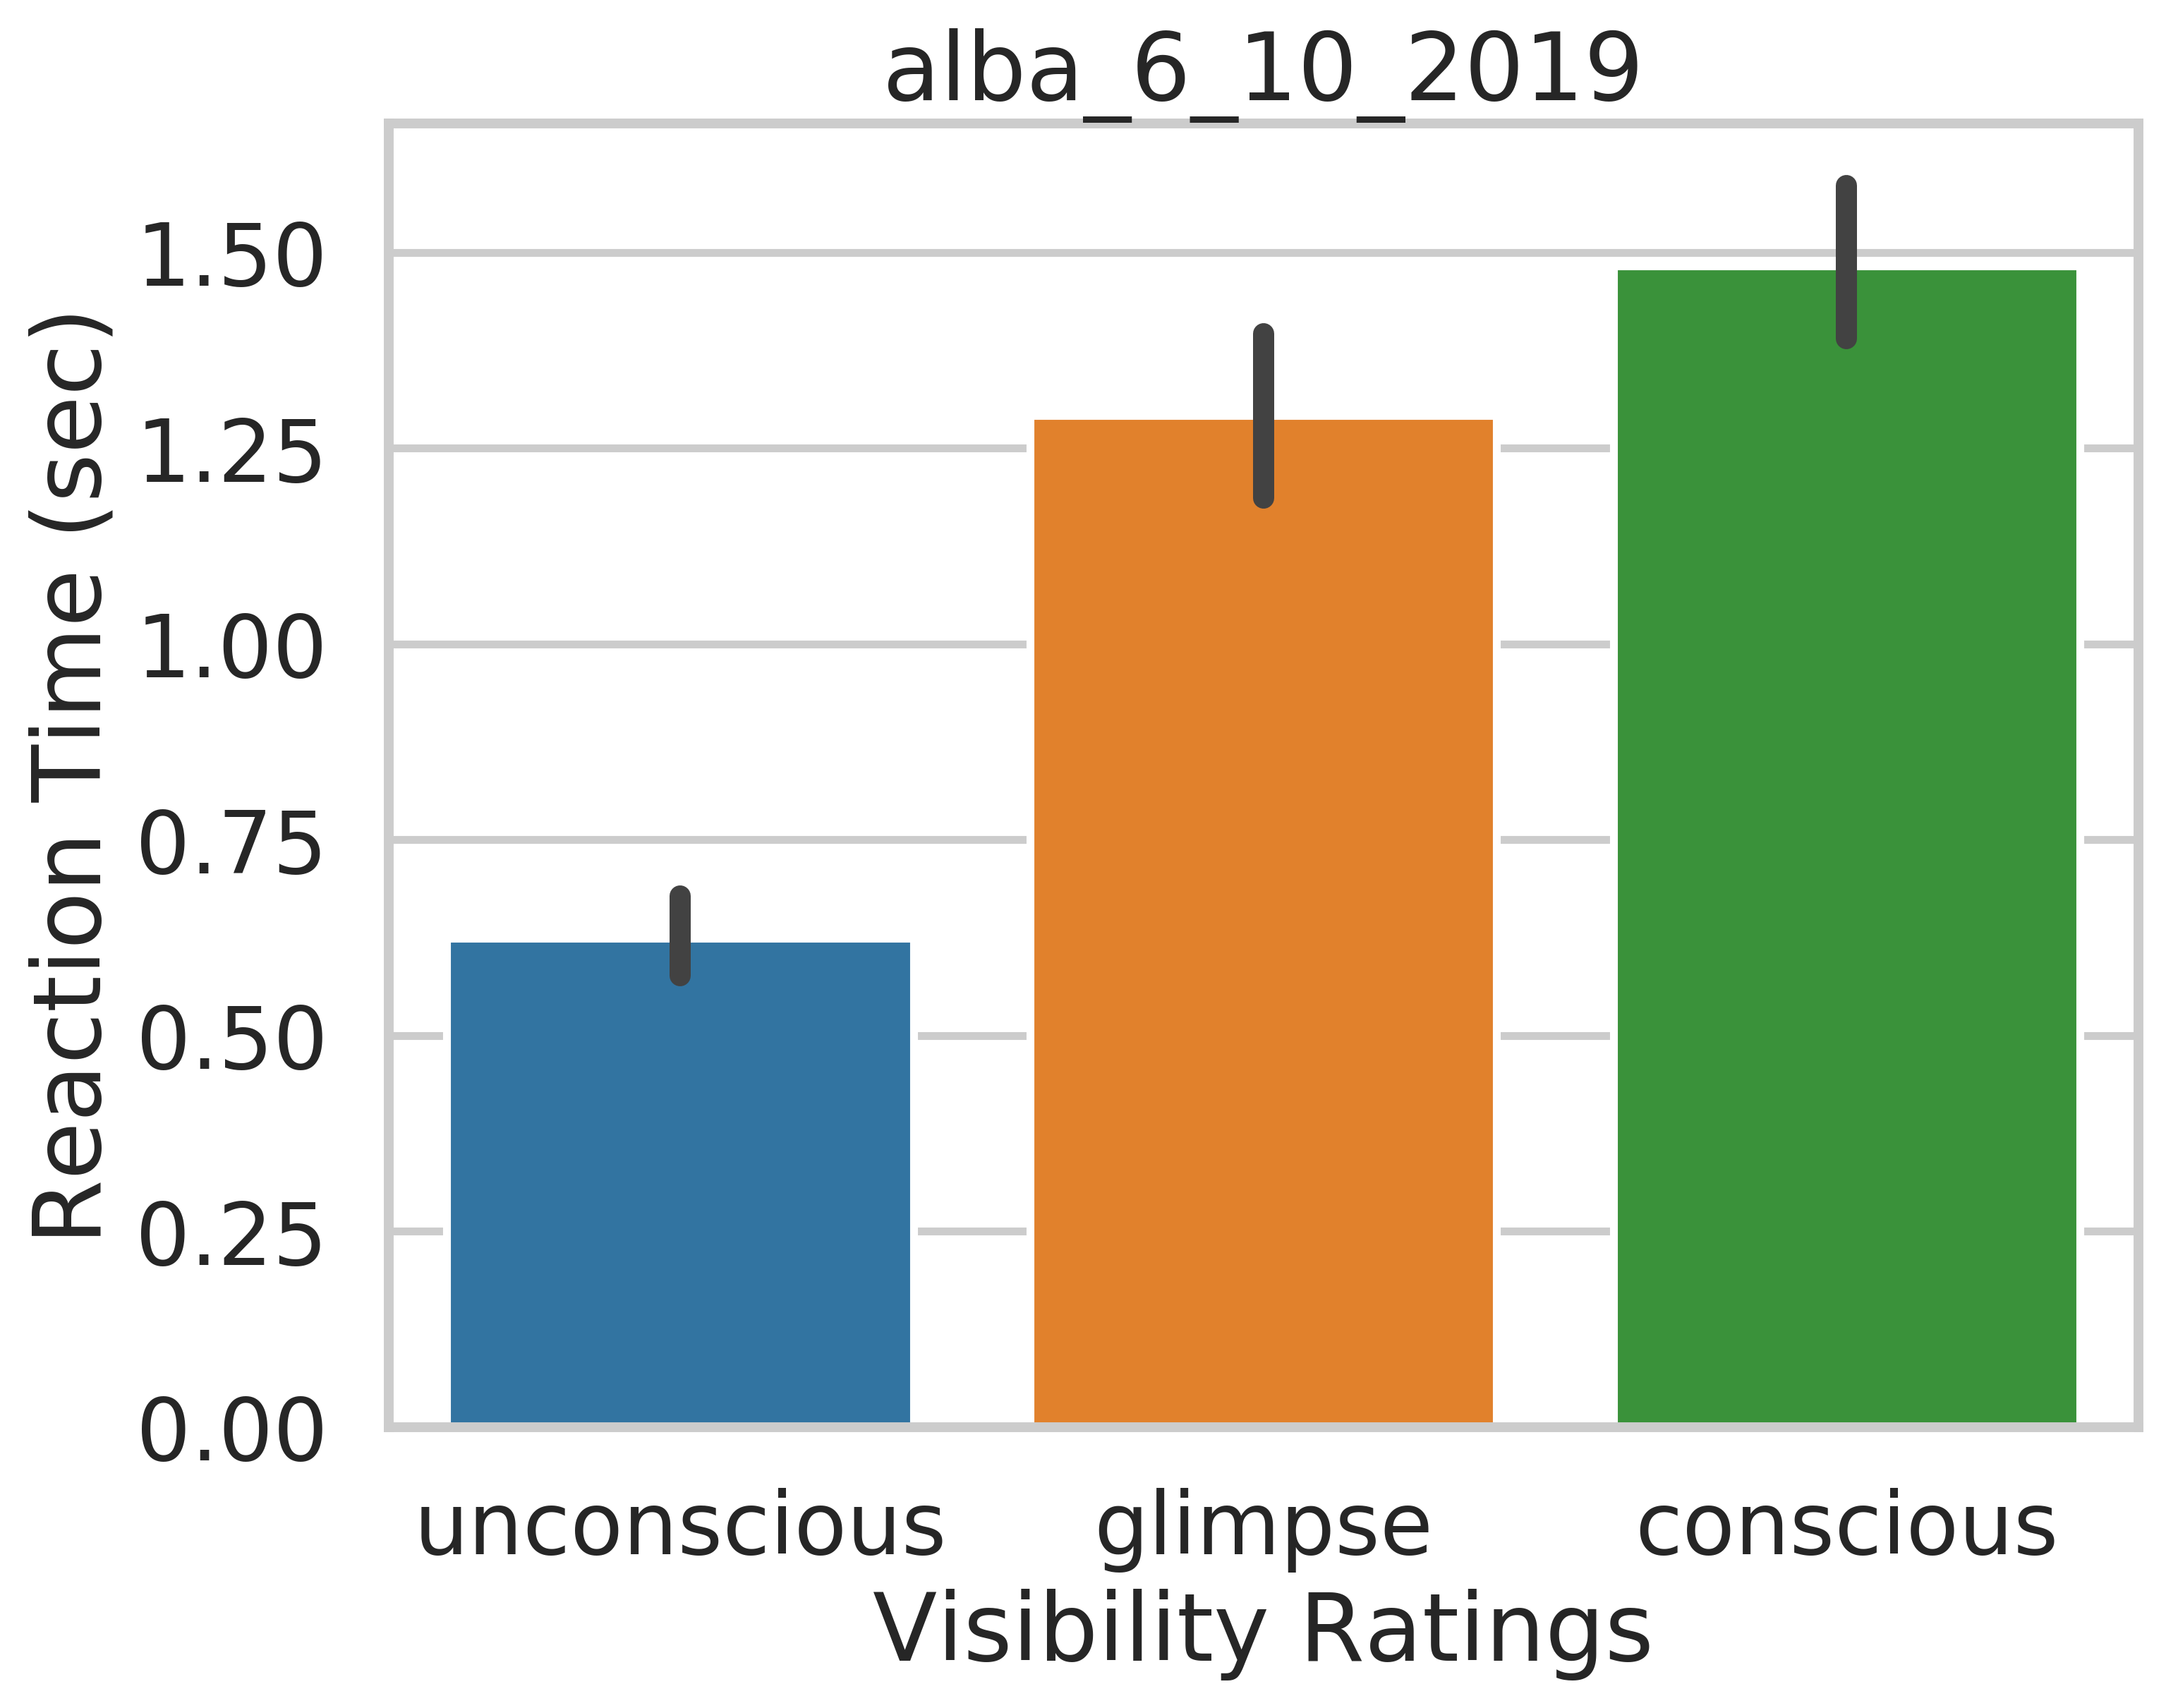 alba_6_10_2019
Reaction Time (sec)
1.50
1.25
1.00
0.75
0.50
0.25
0.00
unconscious glimpse conscious
Visibility Ratings